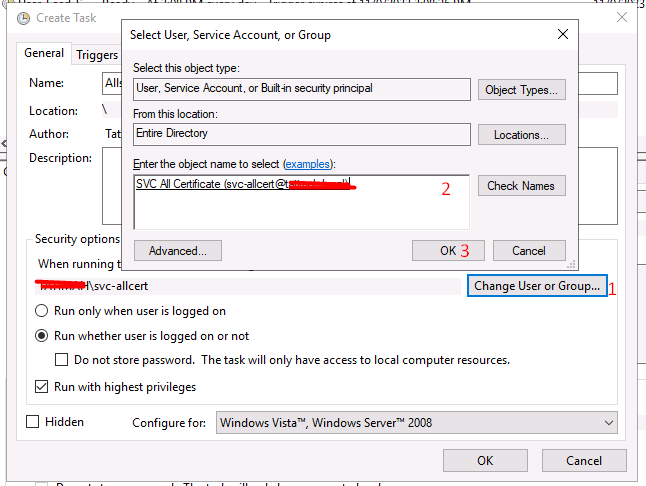 Create Task
Select User, Service Account, or Group
General
Triggers
Select this object type:
User, Service Account, or Built-in security principal
Object Types...
Name:
From this location:
Location:
\
Entire Directory
Locations...
Author:
Tat
Description:
Enter the object name to select (examples):
SVC All Certificate (svc-allcert@
2
Check Names
Advanced...
OK
3
Cancel
Security options
When running t
\svc-allcert
Change User or Group...
1
Run only when user is logged on
Run whether user is logged on or not
Do not store password. The task will only have access to local computer resources.
Run with highest privileges
Hidden
Configure for:
Windows Vista™, Windows Server™ 2008
OK
Cancel